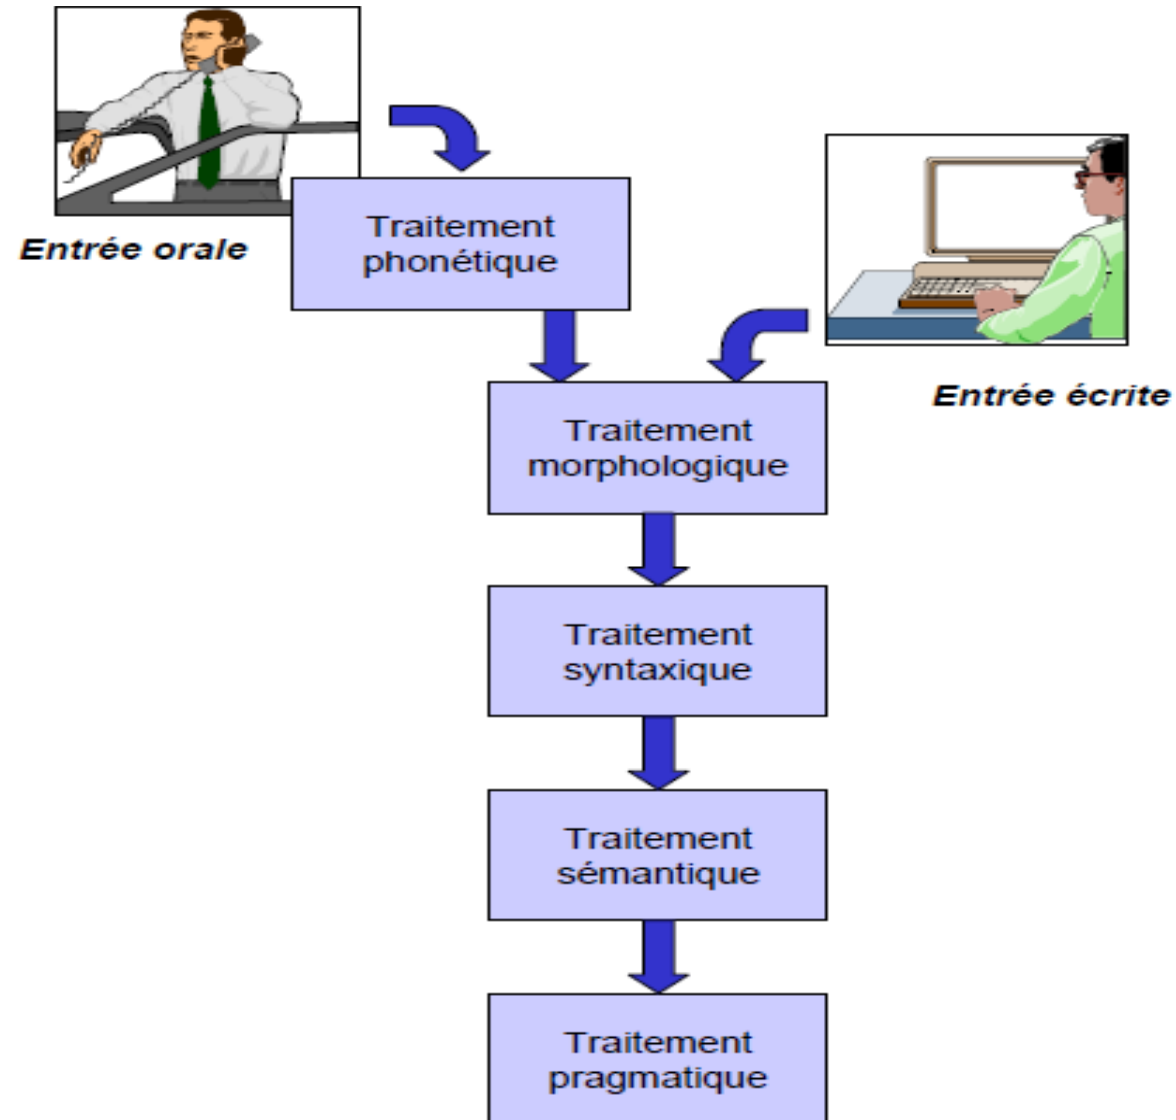 Entrée orale
Traitement
phonétique
Entrée écrite
Traitement
morphologique
Traitement
syntaxique
Traitement
sémantique
Traitement
pragmatique